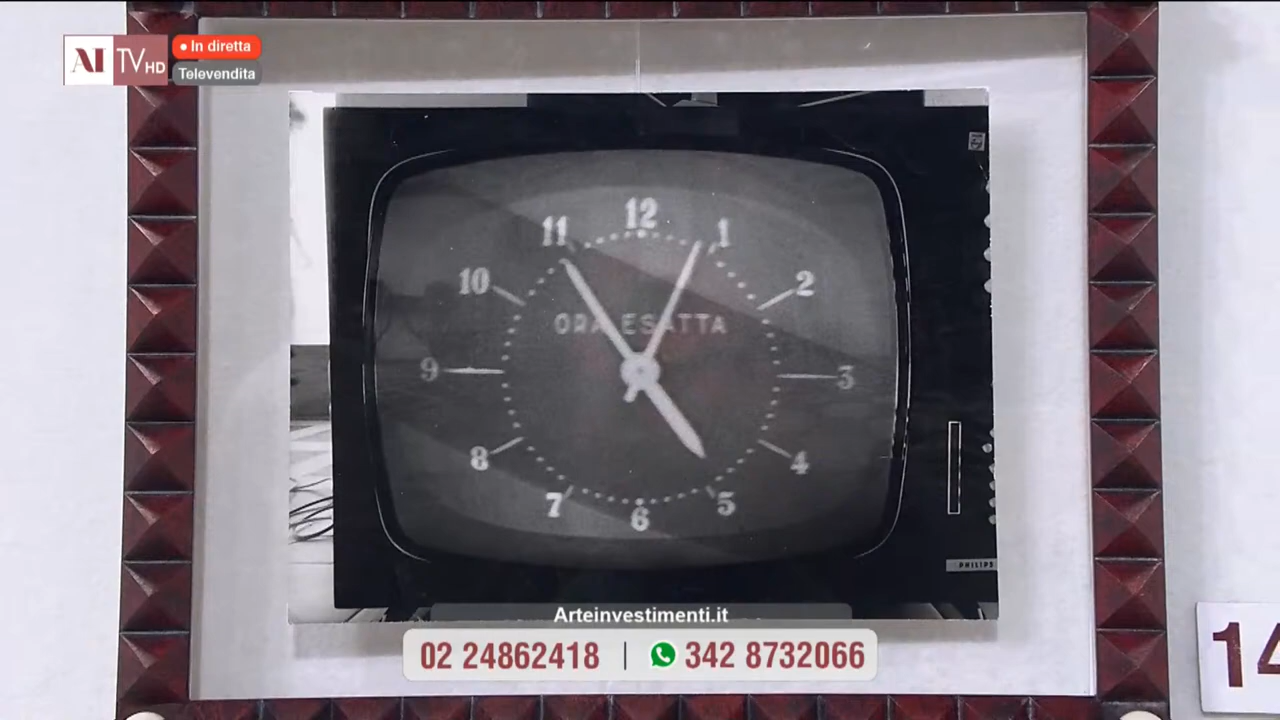 AI TV HD
• In diretta
Televendita
12
11
1
10
2
ORA ESATTA
9
3
8
4
7
5
6
PHILIPS
Arteinvestimenti.it
02 24862418 | 342 8732066
14